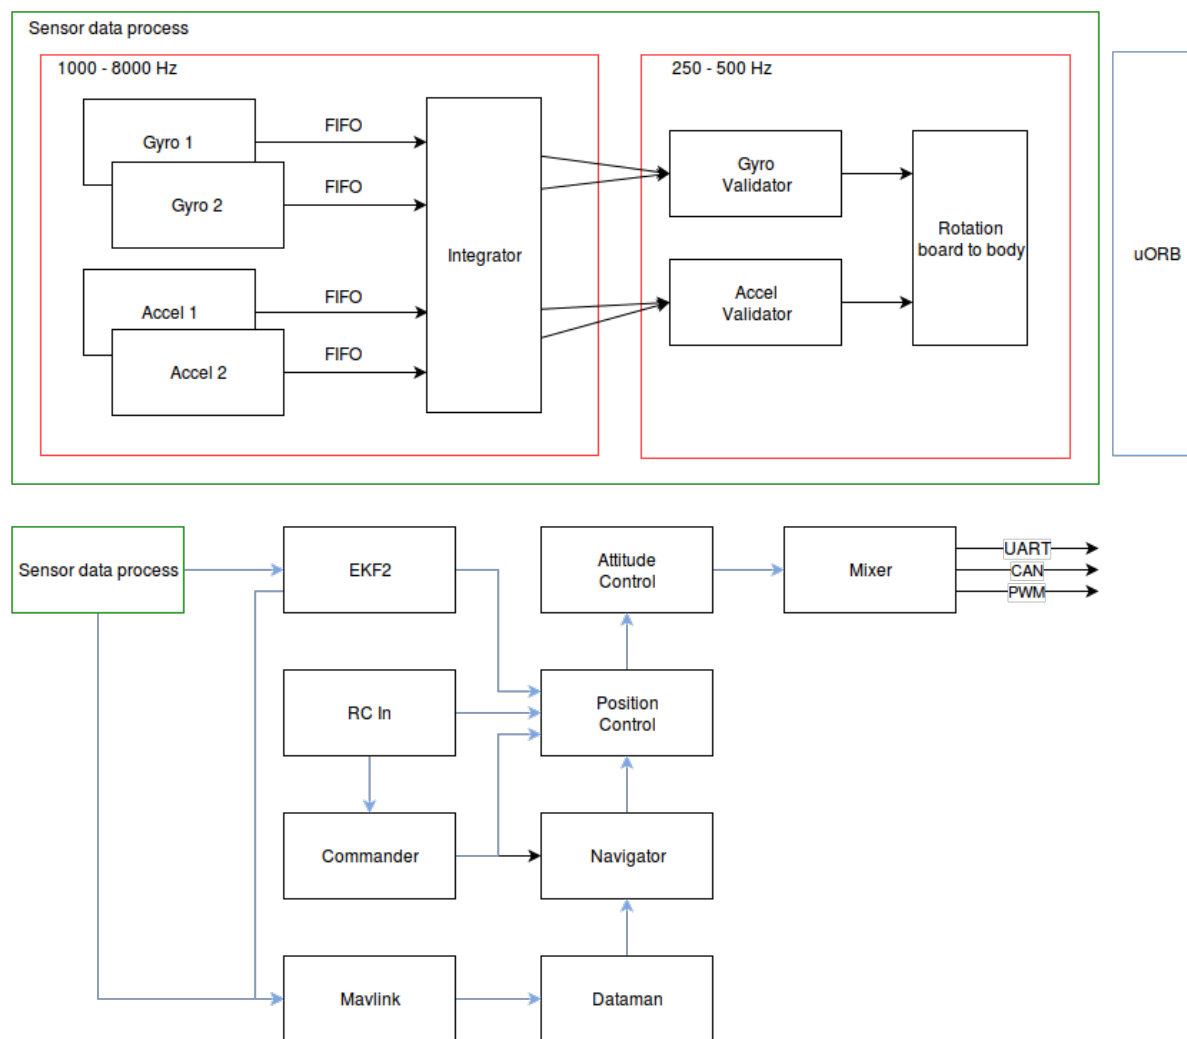 Sensor data process
1000 - 8000 Hz
250 - 500 Hz
Gyro 1
FIFO
Gyro 2
FIFO
Accel 1
FIFO
Accel 2
FIFO
Integrator
Gyro
Validator
Accel
Validator
Rotation
board to body
uORB
Sensor data process
EKF2
Attitude
Control
Mixer
UART
CAN
PWM
RC In
Position
Control
Commander
Navigator
Mavlink
Dataman